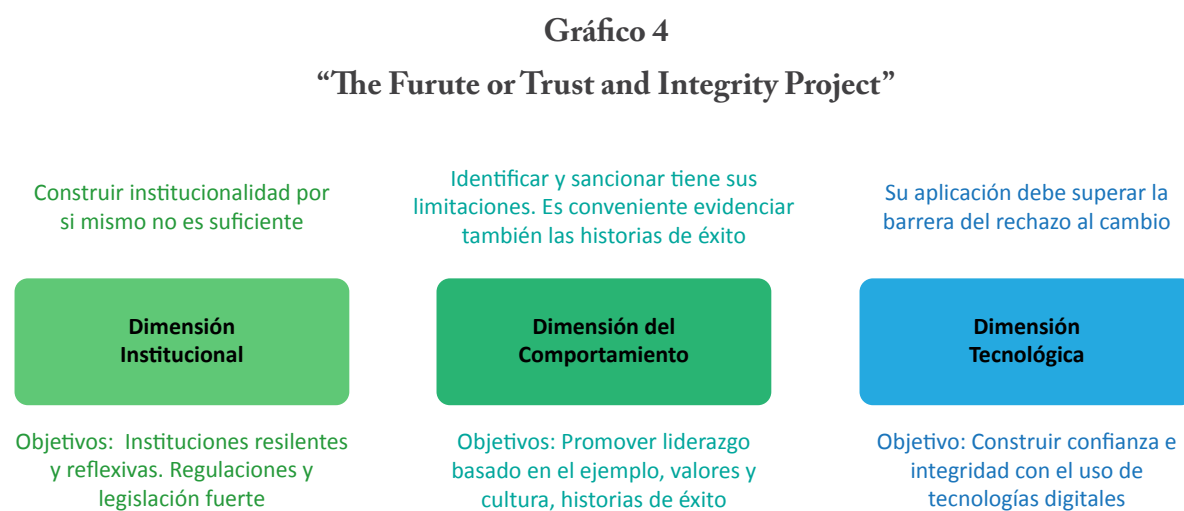 Gráfico 4
“The Furute or Trust and Integrity Project”
Construir institucionalidad por
si mismo no es suficiente
Dimensión
Institucional
Objetivos: Instituciones resilentes
y reflexivas. Regulaciones y
legislación fuerte
Identificar y sancionar tiene sus
limitaciones. Es conveniente evidenciar
también las historias de éxito
Dimensión del
Comportamiento
Objetivos: Promover liderazgo
basado en el ejemplo, valores y
cultura, historias de éxito
Su aplicación debe superar la
barrera del rechazo al cambio
Dimensión
Tecnológica
Objetivo: Construir confianza e
integridad con el uso de
tecnologías digitales